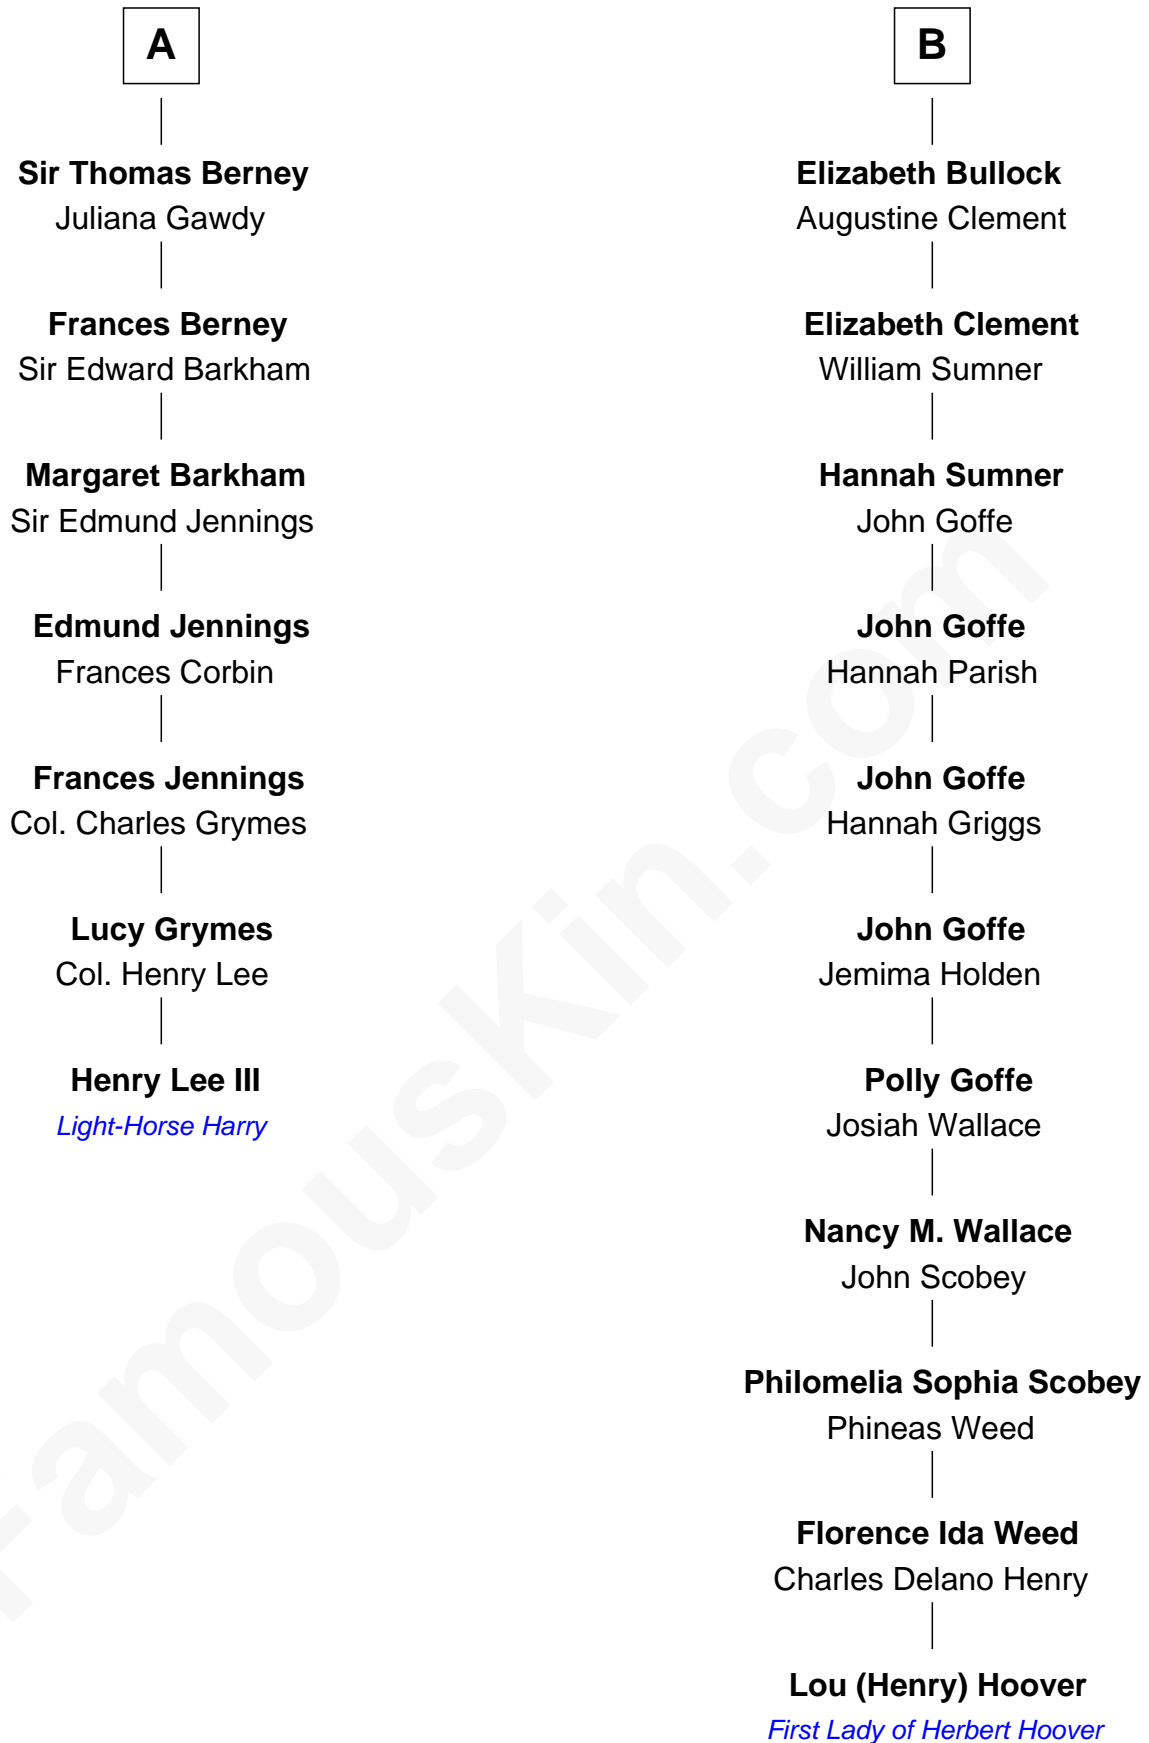 A
Sir Thomas Berney
Juliana Gawdy
Frances Berney
Sir Edward Barkham
Margaret Barkham
Sir Edmund Jennings
Edmund Jennings
Frances Corbin
Frances Jennings
Col. Charles Grymes
Lucy Grymes
Col. Henry Lee
Henry Lee III
Light-Horse Harry
B
Elizabeth Bullock
Augustine Clement
Elizabeth Clement
William Sumner
Hannah Sumner
John Goffe
John Goffe
Hannah Parish
John Goffe
Hannah Griggs
John Goffe
Jemima Holden
Polly Goffe
Josiah Wallace
Nancy M. Wallace
John Scobey
Philomelia Sophia Scobey
Phineas Weed
Florence Ida Weed
Charles Delano Henry
Lou (Henry) Hoover
First Lady of Herbert Hoover
FamousKin.com